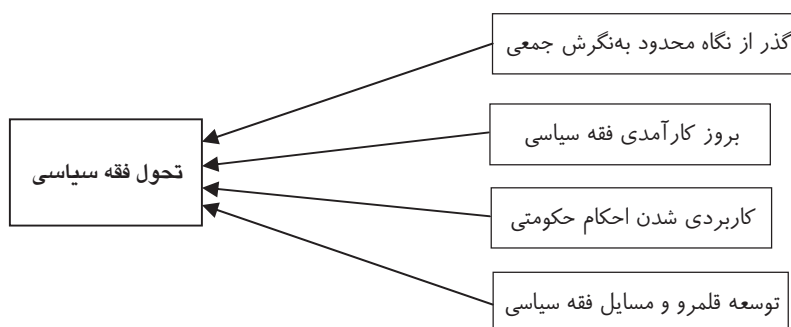 گذر از نگاه محدود به‌نگرش جمعی
بروز کارآمدی فقه سیاسی
تحول فقه سیاسی
کاربردی شدن احکام حکومتی
توسعه قلمرو و مسایل فقه سیاسی